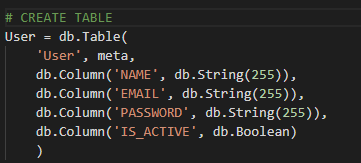 # CREATE TABLE
User = db.Table(
    'User', meta,
    db.Column('NAME', db.String(255)),
    db.Column('EMAIL', db.String(255)),
    db.Column('PASSWORD', db.String(255)),
    db.Column('IS_ACTIVE', db.Boolean)
    )